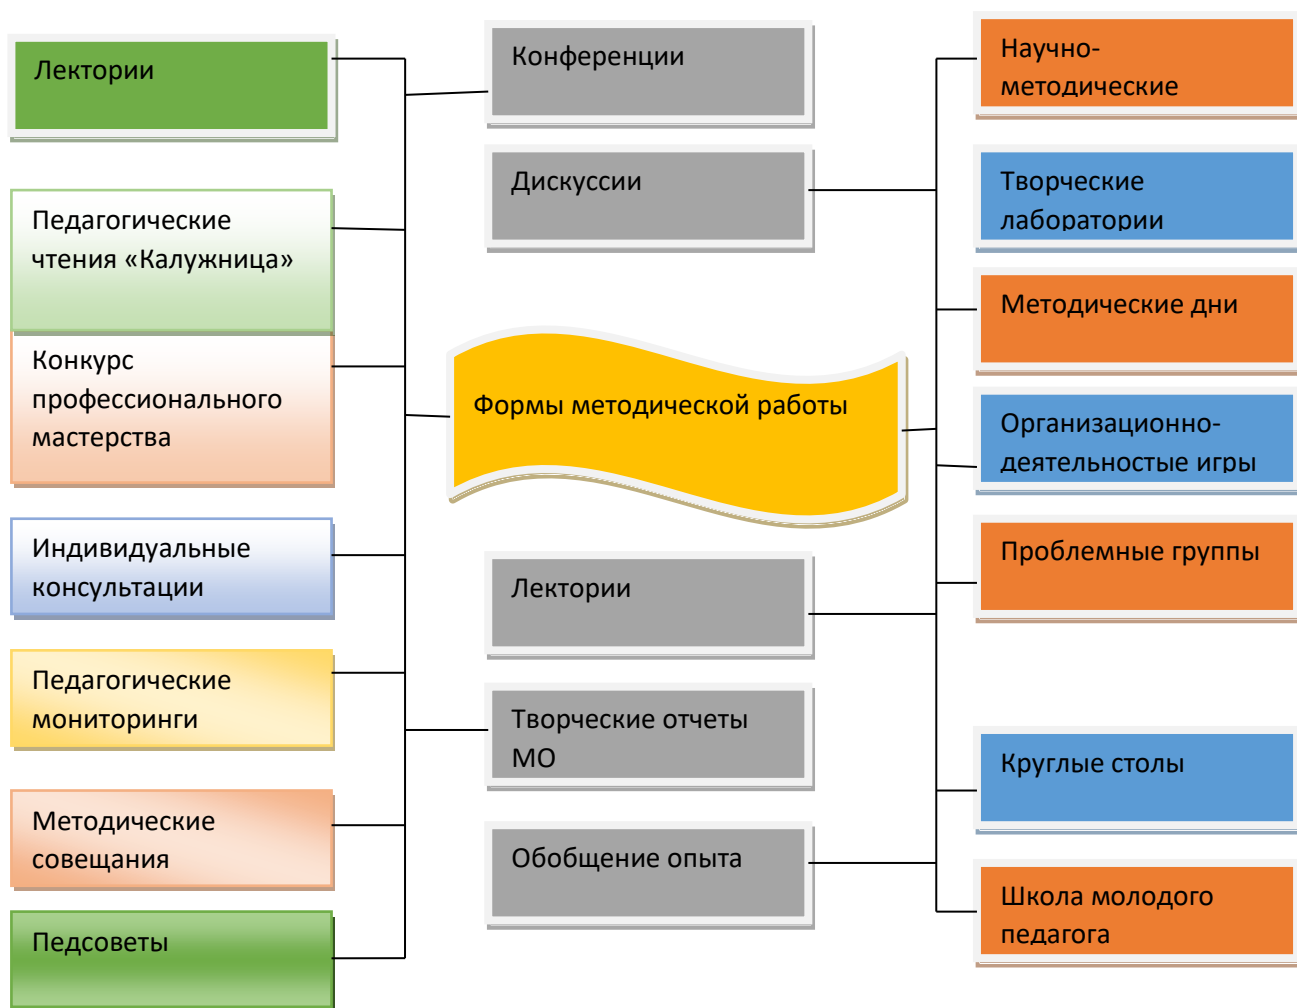 Лектории
Педагогические
чтения «Калужница»
Конкурс
профессионального
мастерства
Индивидуальные
консультации
Педагогические
мониторинги
Методические
совещания
Педсоветы
Конференции
Дискуссии
Формы методической работы
Лектории
Творческие отчеты
МО
Обобщение опыта
Научно-
методические
Творческие
лаборатории
Методические дни
Организационно-
деятельностые игры
Проблемные группы
Круглые столы
Школа молодого
педагога